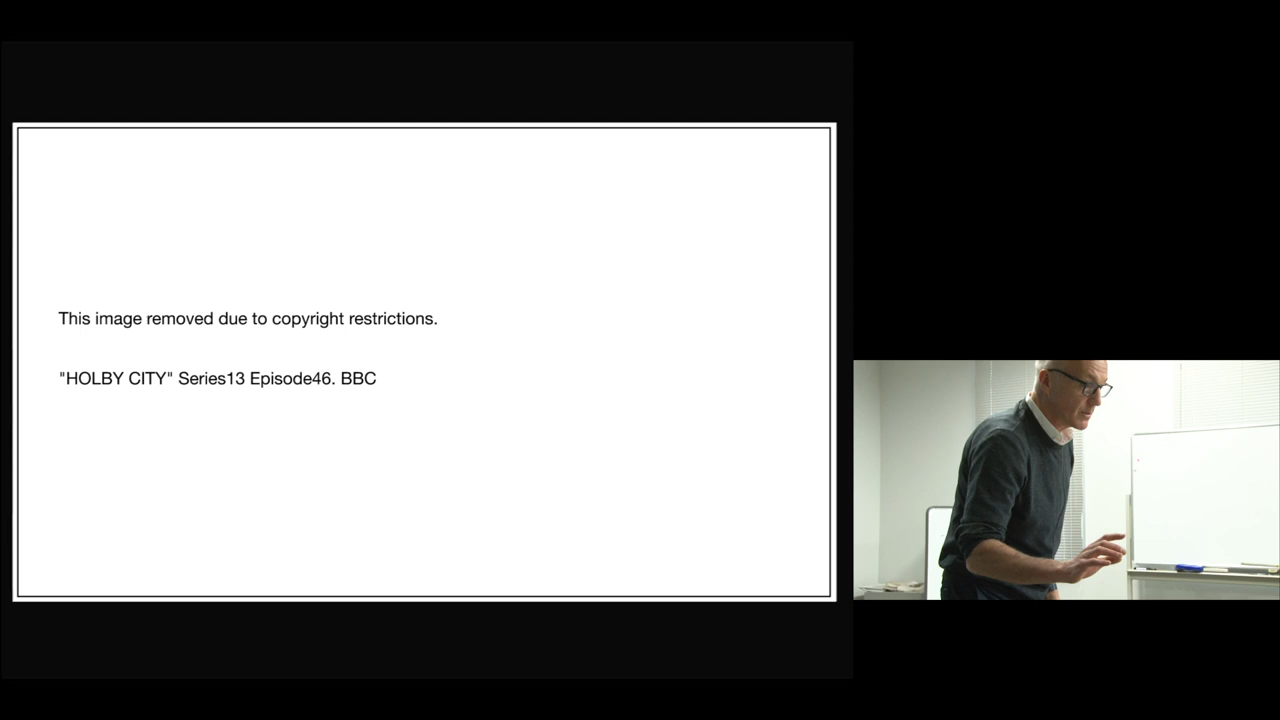 This image removed due to copyright restrictions.
"HOLBY CITY" Series13 Episode46. BBC